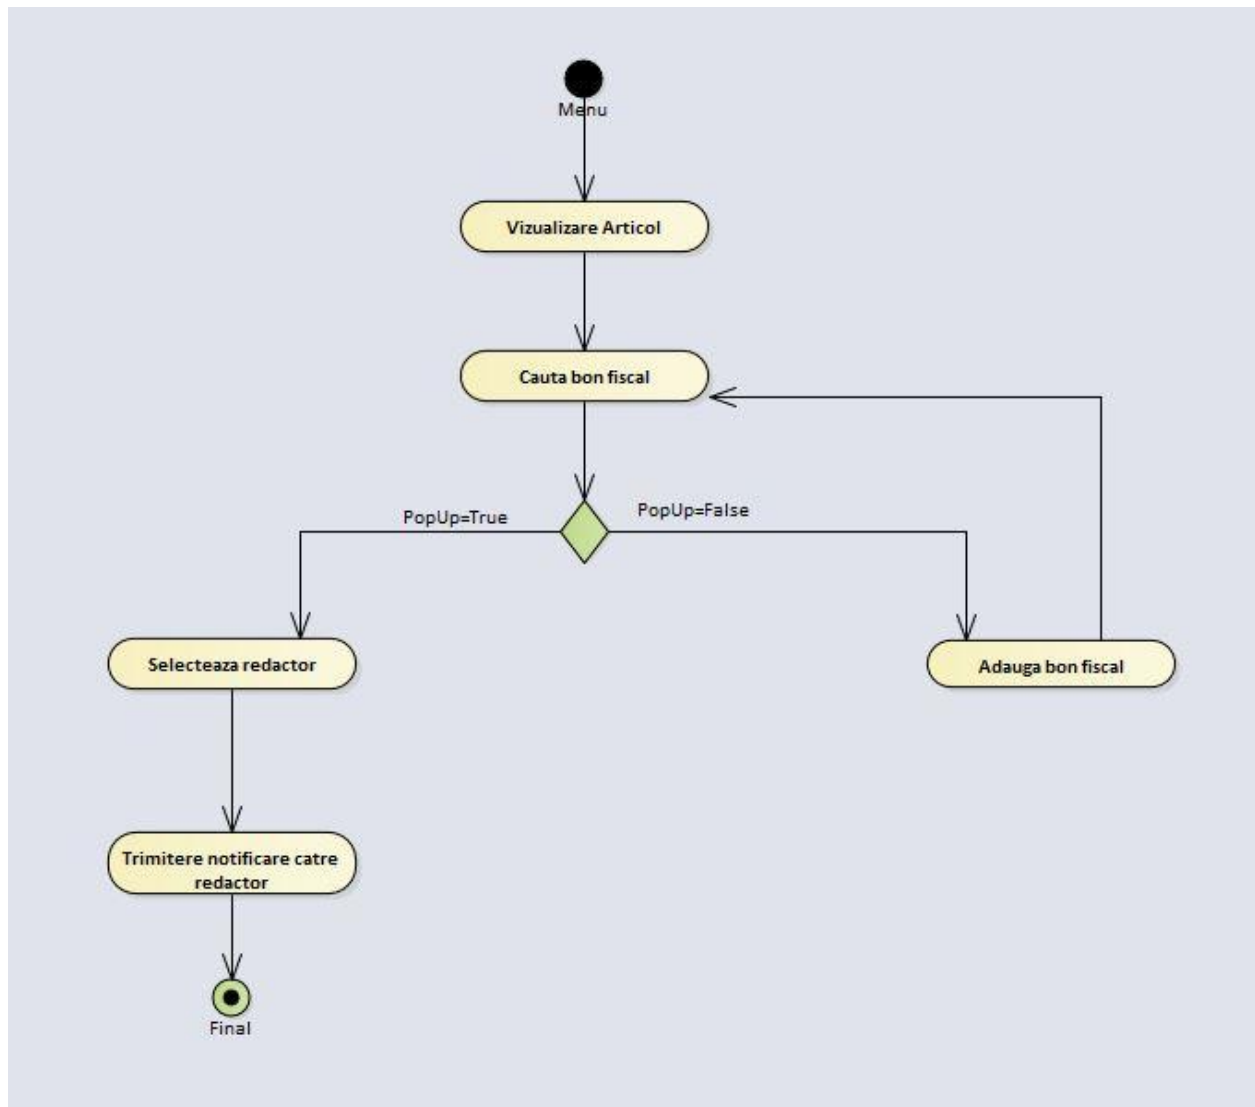 Menu
Vizualizare Articol
Cauta bon fiscal
PopUp=True
PopUp=False
Selecteaza redactor
Adauga bon fiscal
Trimitere notificare catre
redactor
Final